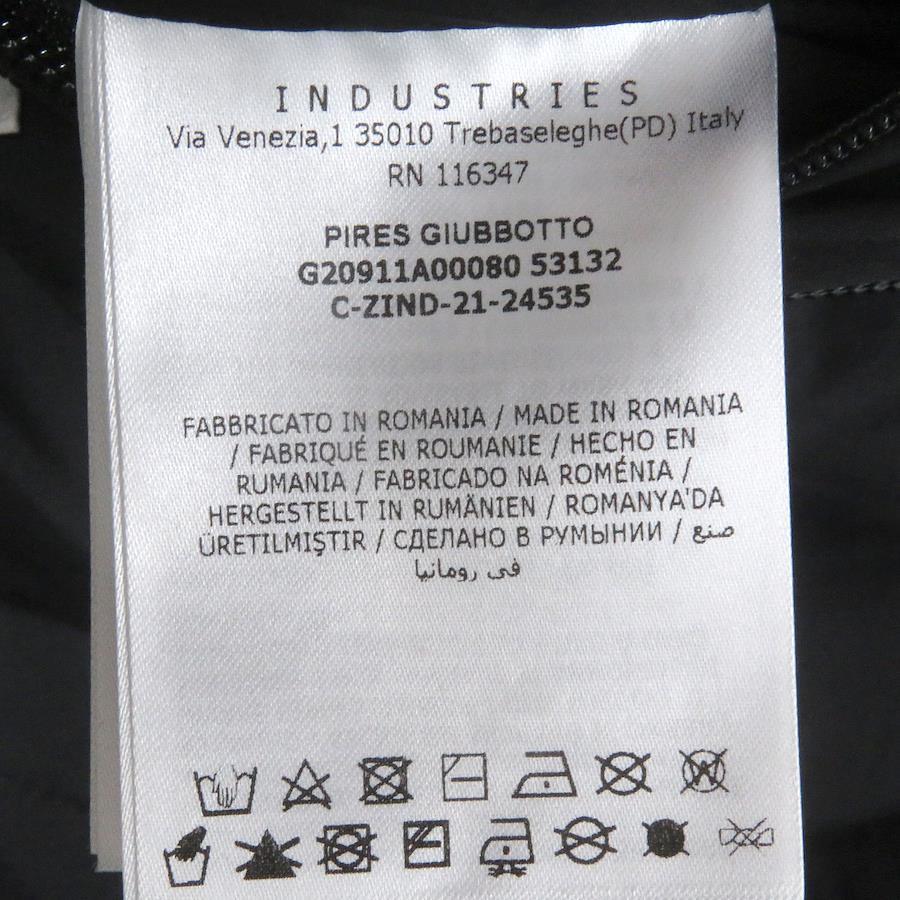 INDUSTRIES
Via Venezia,1 35010 Trebaseleghe(PD) Italy
RN 116347
PIRES GIUBBOTTO
G20911A00080 53132
C-ZIND-21-24535
FABBRICATO IN ROMANIA / MADE IN ROMANIA
/ FABRIQUÉ EN ROUMANIE / HECHO EN
RUMANIA / FABRICADO NA ROMÉNIA /
HERGESTELLT IN RUMÄNIEN / ROMANYA'DA
ÜRETILMIŞTIR / СДЕЛАНО В РУМЫНИИ / صنع
في رومانيا